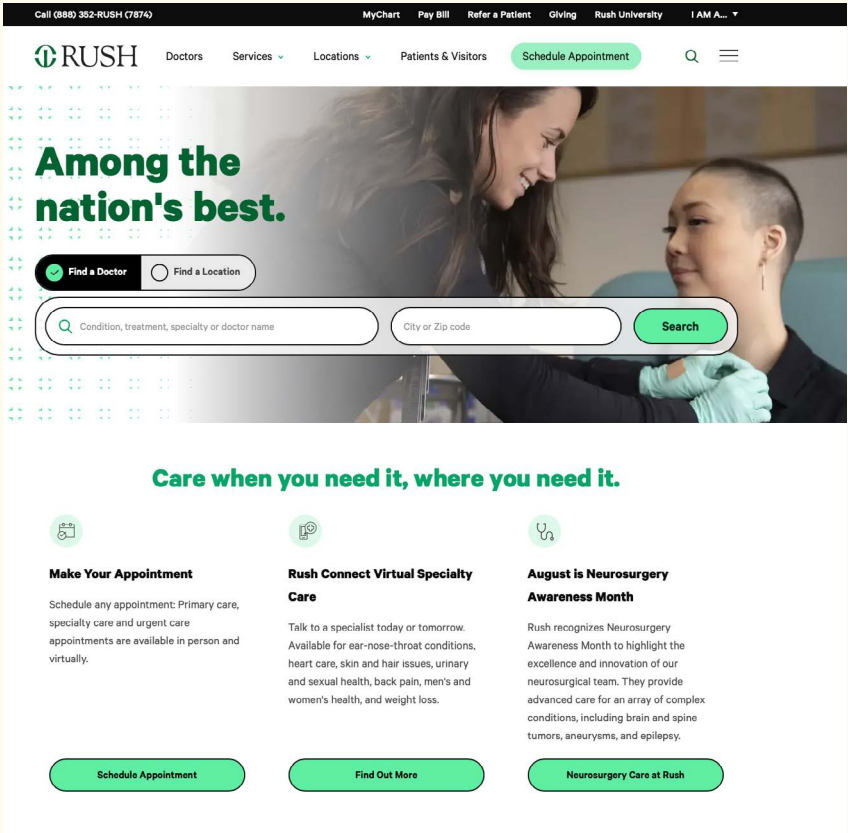 Call (888) 352-RUSH (7874)
MyChart Pay Bill Refer a Patient Giving Rush University I AM A...
RUSH
Doctors Services Locations Patients & Visitors Schedule Appointment
Among the
nation's best.
Find a Doctor Find a Location
Condition, treatment, specialty or doctor name City or Zip code Search
Care when you need it, where you need it.
Make Your Appointment
Schedule any appointment: Primary care,
specialty care and urgent care
appointments are available in person and
virtually.
Schedule Appointment
Rush Connect Virtual Specialty
Care
Talk to a specialist today or tomorrow.
Available for ear-nose-throat conditions,
heart care, skin and hair issues, urinary
and sexual health, back pain, men's and
women's health, and weight loss.
Find Out More
August is Neurosurgery
Awareness Month
Rush recognizes Neurosurgery
Awareness Month to highlight the
excellence and innovation of our
neurosurgical team. They provide
advanced care for an array of complex
conditions, including brain and spine
tumors, aneurysms, and epilepsy.
Neurosurgery Care at Rush